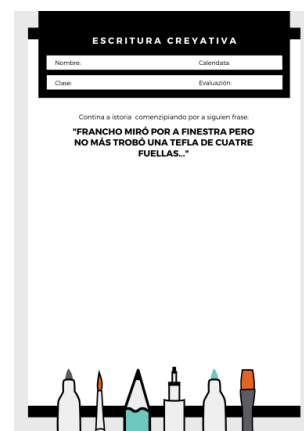 ESCRITURA CREYATIVA
Nombre: Calendata:
Clase: Evaluazión:
Contina a istoria comenzipiando por a siguien frase:
"FRANCHO MIRÓ POR A FINESTRA PERO
NO MÁS TROBÓ UNA TEFLA DE CUATRE
FUELLAS..."